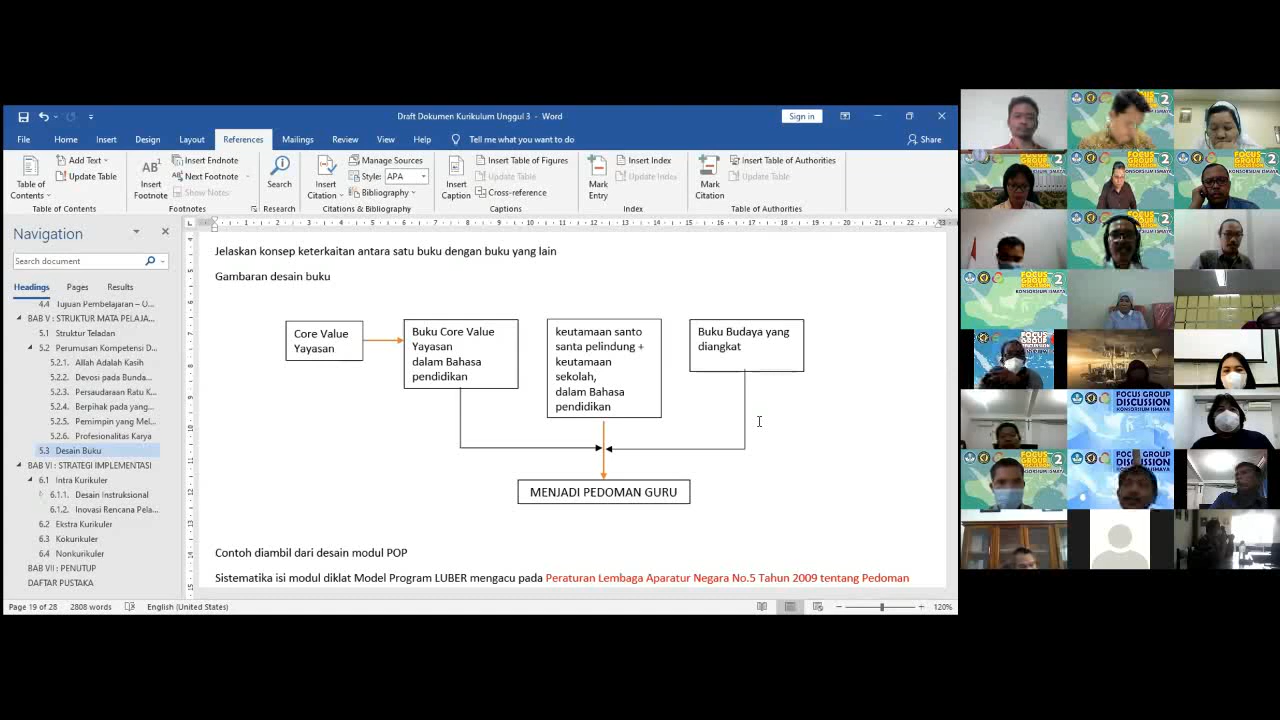 Draft Dokumen Kurikulum Unggul 3 - Word
Sign in
File Home Insert Design Layout References Mailings Review View Help Tell me what you want to do Share
Table of Contents
Add Text
Update Table
Table of Contents
Insert Footnote
Insert Endnote
Next Footnote
Show Notes
Footnotes
Search
Research
Insert Citation
Manage Sources
Style: APA
Bibliography
Citations & Bibliography
Insert Caption
Insert Table of Figures
Update Table
Cross-reference
Captions
Mark Entry
Insert Index
Update Index
Index
Mark Citation
Insert Table of Authorities
Update Table
Table of Authorities
Navigation
Search document
Headings Pages Results
4.4 Tujuan Pembelajaran – O...
BAB V : STRUKTUR MATA PELAJA...
5.1 Struktur Teladan
5.2 Perumusan Kompetensi D...
5.2.1. Allah Adalah Kasih
5.2.2. Devosi pada Bunda...
5.2.3. Persaudaraan Ratu K...
5.2.4. Berpihak pada yang...
5.2.5. Pemimpin yang Mel...
5.2.6. Profesionalitas Karya
5.3 Desain Buku
BAB VI : STRATEGI IMPLEMENTASI
6.1 Intra Kurikuler
6.1.1. Desain Instruksional
6.1.2. Inovasi Rencana Pela...
6.2 Ekstra Kurikuler
6.3 Kokurikuler
6.4 Nonkurikuler
BAB VII : PENUTUP
DAFTAR PUSTAKA
Jelaskan konsep keterkaitan antara satu buku dengan buku yang lain
Gambaran desain buku
Core Value
Yayasan
Buku Core Value
Yayasan
dalam Bahasa
pendidikan
keutamaan santo
santa pelindung +
keutamaan
sekolah,
dalam Bahasa
pendidikan
Buku Budaya yang
diangkat
MENJADI PEDOMAN GURU
Contoh diambil dari desain modul POP
Sistematika isi modul diklat Model Program LUBER mengacu pada Peraturan Lembaga Aparatur Negara No.5 Tahun 2009 tentang Pedoman
Page 19 of 28 2808 words English (United States) 120%
FOCUS
GROUP
DISCUSSION
KONSORSIUM ISMAYA
2